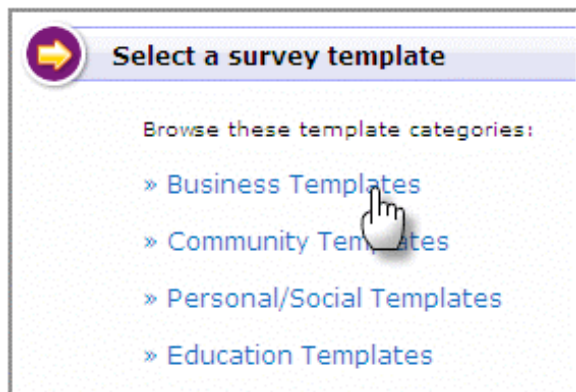 Select a survey template
Browse these template categories:
» Business Templates
» Community Templates
» Personal/Social Templates
» Education Templates